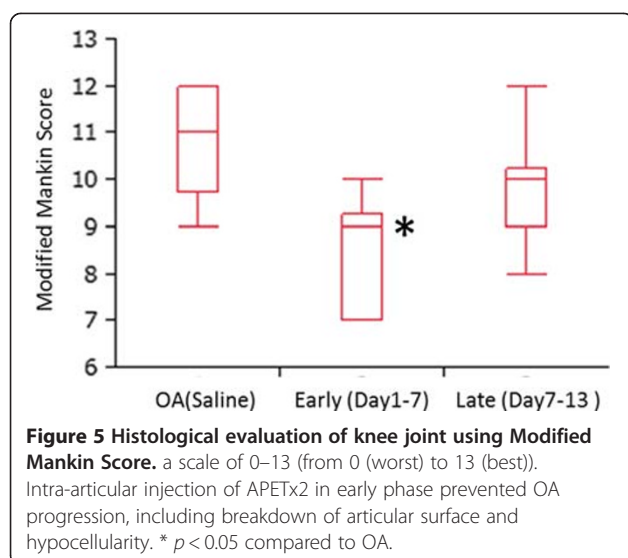 13
12
11
10
9
8
7
6
Modified Mankin Score
*
OA(Saline)
Early (Day1-7)
Late (Day7-13 )
Figure 5 Histological evaluation of knee joint using Modified
Mankin Score. a scale of 0–13 (from 0 (worst) to 13 (best)).
Intra-articular injection of APETx2 in early phase prevented OA
progression, including breakdown of articular surface and
hypocellularity. * p < 0.05 compared to OA.